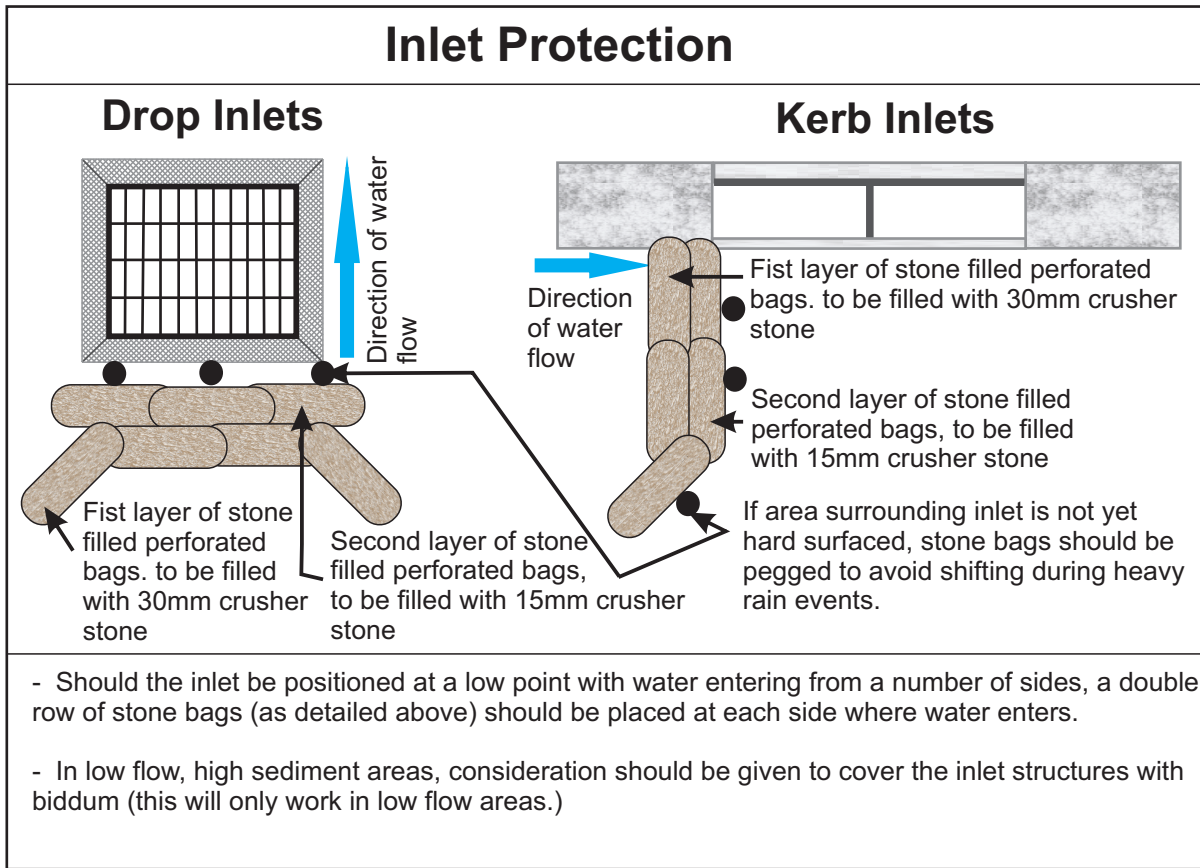 Inlet Protection
Drop Inlets
Direction of water
flow
Fist layer of stone
filled perforated
bags. to be filled
with 30mm crusher
stone
Second layer of stone
filled perforated bags,
to be filled with 15mm crusher
stone
Kerb Inlets
Direction
of water
flow
Fist layer of stone filled perforated
bags. to be filled with 30mm crusher
stone
Second layer of stone filled
perforated bags, to be filled
with 15mm crusher stone
If area surrounding inlet is not yet
hard surfaced, stone bags should be
pegged to avoid shifting during heavy
rain events.
- Should the inlet be positioned at a low point with water entering from a number of sides, a double
row of stone bags (as detailed above) should be placed at each side where water enters.
- In low flow, high sediment areas, consideration should be given to cover the inlet structures with
biddum (this will only work in low flow areas.)